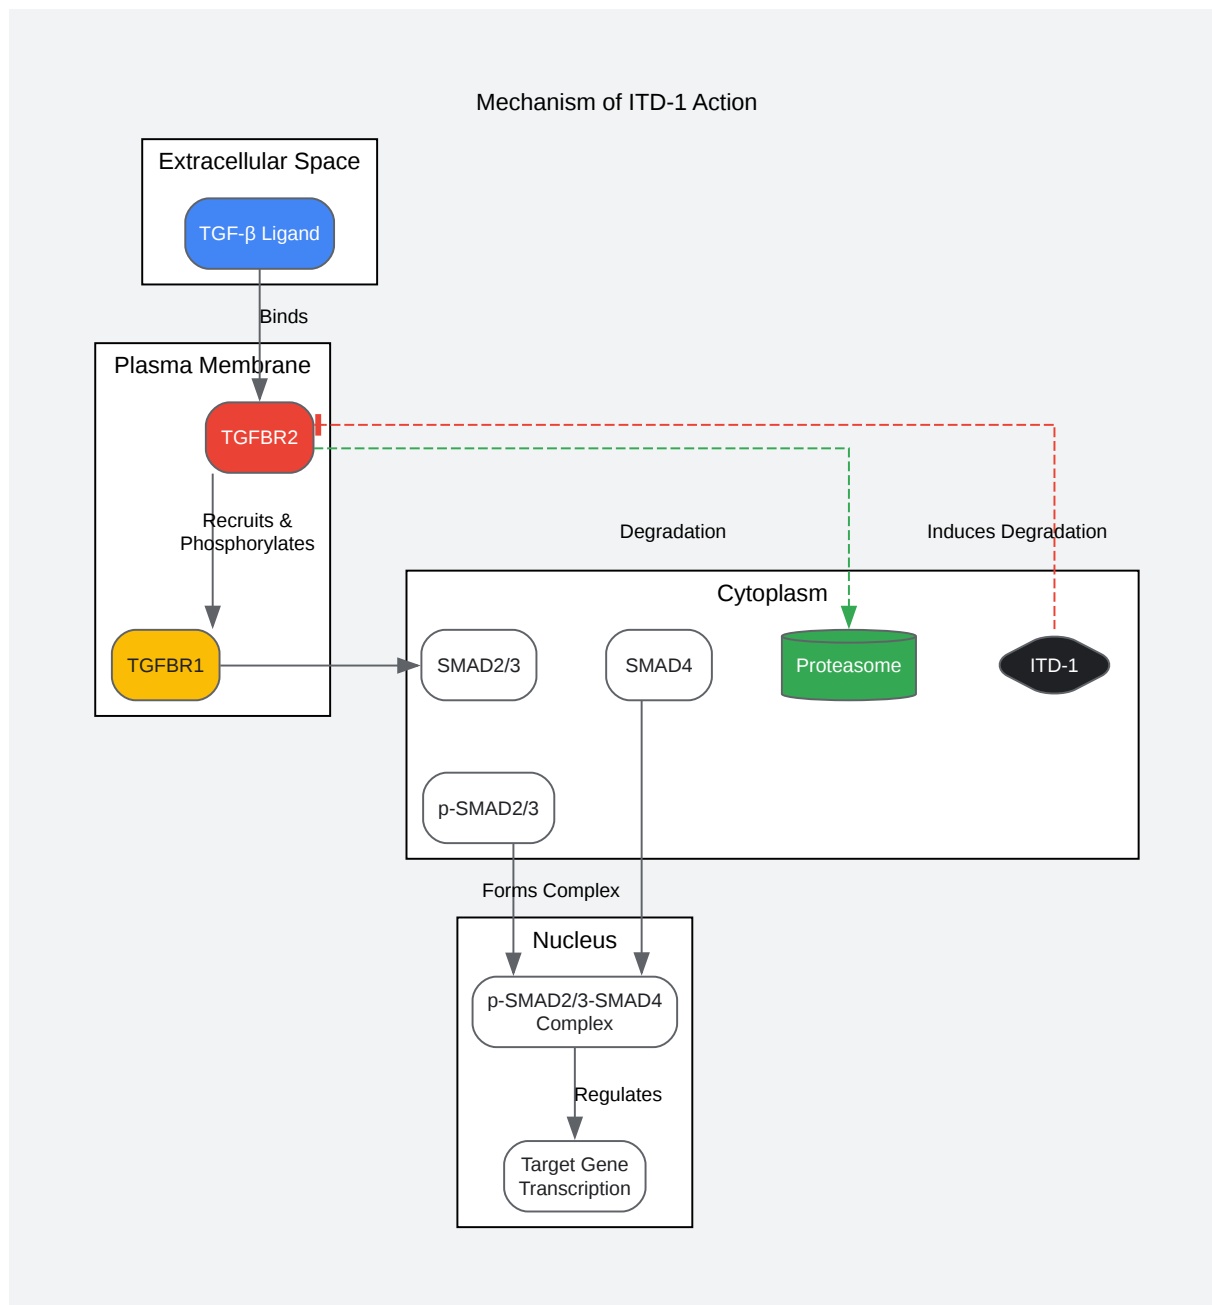 Mechanism of ITD-1 Action
Extracellular Space
TGF-β Ligand
Binds
Plasma Membrane
TGFBR2
Recruits &
Phosphorylates
Degradation
Induces Degradation
Cytoplasm
TGFBR1
SMAD2/3
SMAD4
Proteasome
ITD-1
p-SMAD2/3
Forms Complex
Nucleus
p-SMAD2/3-SMAD4
Complex
Regulates
Target Gene
Transcription